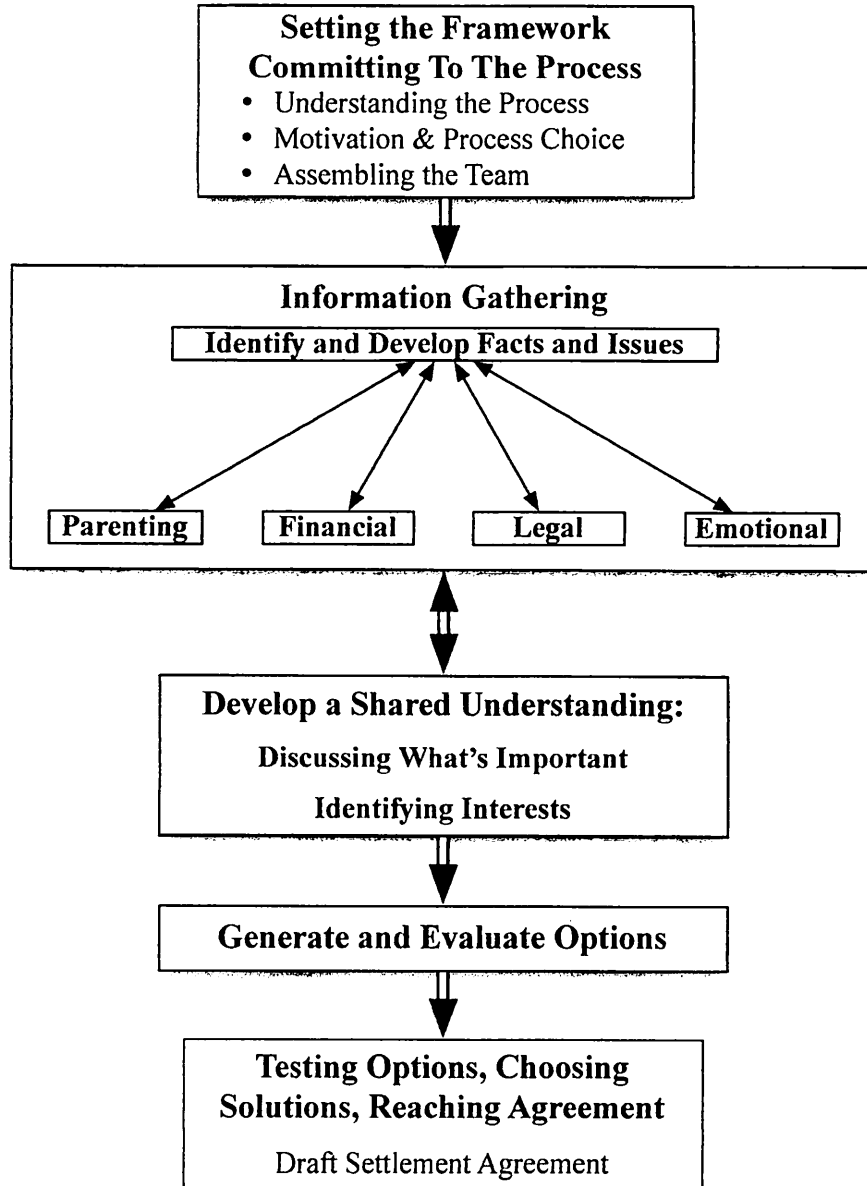 Setting the Framework
Committing To The Process
• Understanding the Process
• Motivation & Process Choice
• Assembling the Team
Information Gathering
Identify and Develop Facts and Issues
Parenting
Financial
Legal
Emotional
Develop a Shared Understanding:
Discussing What's Important
Identifying Interests
Generate and Evaluate Options
Testing Options, Choosing
Solutions, Reaching Agreement
Draft Settlement Agreement